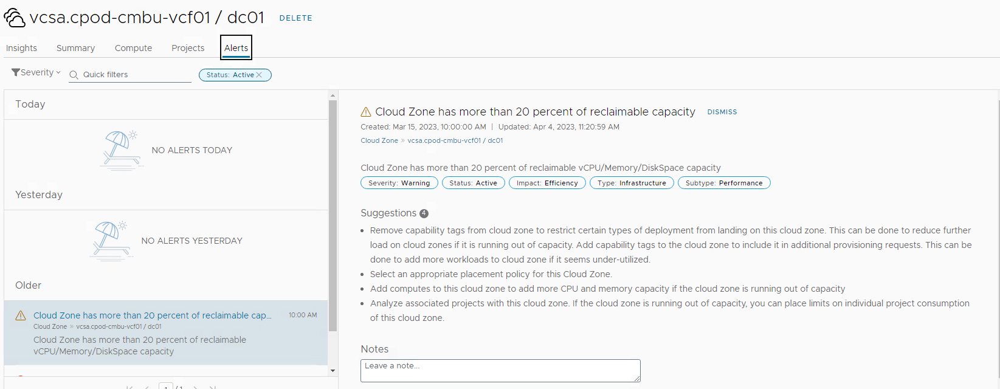 vcsa.cpod-cmbu-vcf01 / dc01 DELETE
Insights Summary Compute Projects Alerts
Severity Quick filters Status: Active
Today
NO ALERTS TODAY
Yesterday
NO ALERTS YESTERDAY
Older
Cloud Zone has more than 20 percent of reclaimable cap... 10:00 AM
Cloud Zone » vcsa.cpod-cmbu-vcf01 / dc01
Cloud Zone has more than 20 percent of reclaimable
vCPU/Memory/DiskSpace capacity
1 / 1
Cloud Zone has more than 20 percent of reclaimable capacity DISMISS
Created: Mar 15, 2023, 10:00:00 AM | Updated: Apr 4, 2023, 11:20:59 AM
Cloud Zone » vcsa.cpod-cmbu-vcf01 / dc01
Cloud Zone has more than 20 percent of reclaimable vCPU/Memory/DiskSpace capacity
Severity: Warning Status: Active Impact: Efficiency Type: Infrastructure Subtype: Performance
Suggestions 4
• Remove capability tags from cloud zone to restrict certain types of deployment from landing on this cloud zone. This can be done to reduce further
load on cloud zones if it is running out of capacity. Add capability tags to the cloud zone to include it in additional provisioning requests. This can be
done to add more workloads to cloud zone if it seems under-utilized.
• Select an appropriate placement policy for this Cloud Zone.
• Add computes to this cloud zone to add more CPU and memory capacity if the cloud zone is running out of capacity
• Analyze associated projects with this cloud zone. If the cloud zone is running out of capacity, you can place limits on individual project consumption
of this cloud zone.
Notes
Leave a note...